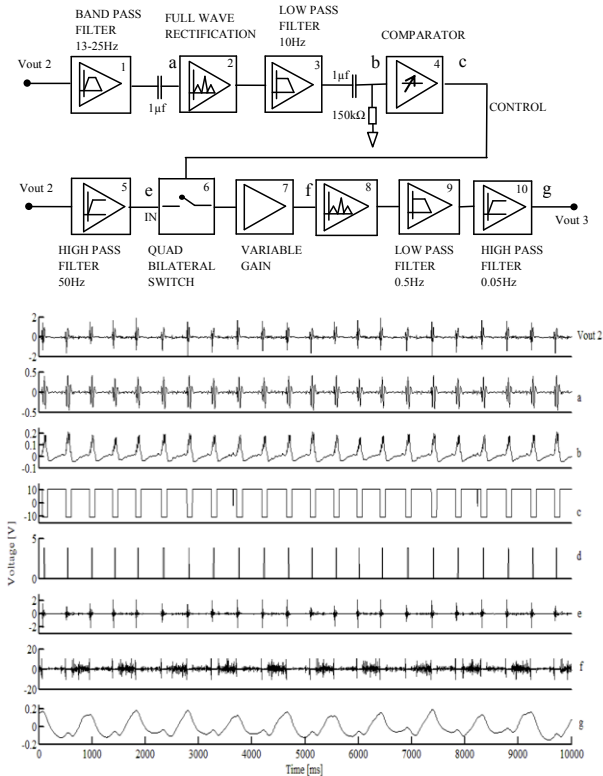 BAND PASS
FILTER
13-25Hz
FULL WAVE
RECTIFICATION
LOW PASS
FILTER
10Hz
COMPARATOR
Vout 2
1
a
2
3
b
4
c
1µf
1µf
150kΩ
CONTROL
Vout 2
5
e
IN
6
7
f
8
9
10
g
Vout 3
HIGH PASS
FILTER
50Hz
QUAD
BILATERAL
SWITCH
VARIABLE
GAIN
LOW PASS
FILTER
0.5Hz
HIGH PASS
FILTER
0.05Hz
2
0
-2
Vout 2
0.5
0
-0.5
a
0.2
0.1
0
-0.1
b
10
0
-10
c
5
0
d
2
0
-2
e
20
0
-20
f
0.2
0
-0.2
g
Voltage [V]
0 1000 2000 3000 4000 5000 6000 7000 8000 9000 10000
Time [ms]